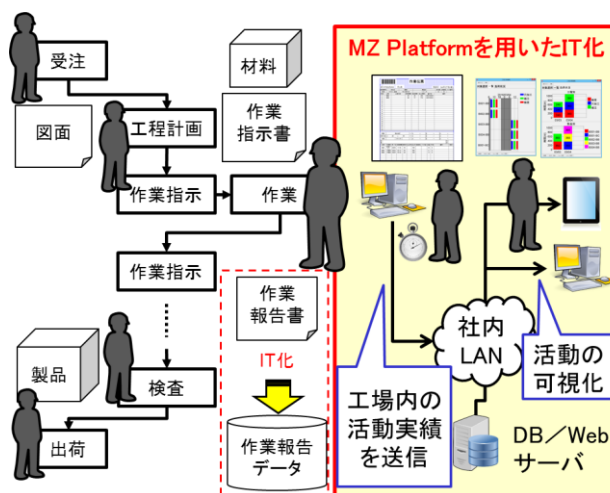 受注
材料
図面
工程計画
作業
指示書
作業指示
作業
作業指示
作業
報告書
IT化
製品
検査
出荷
作業報告
データ
MZ Platformを用いたIT化
社内
LAN
工場内の
活動実績
を送信
活動の
可視化
DB／Web
サーバ